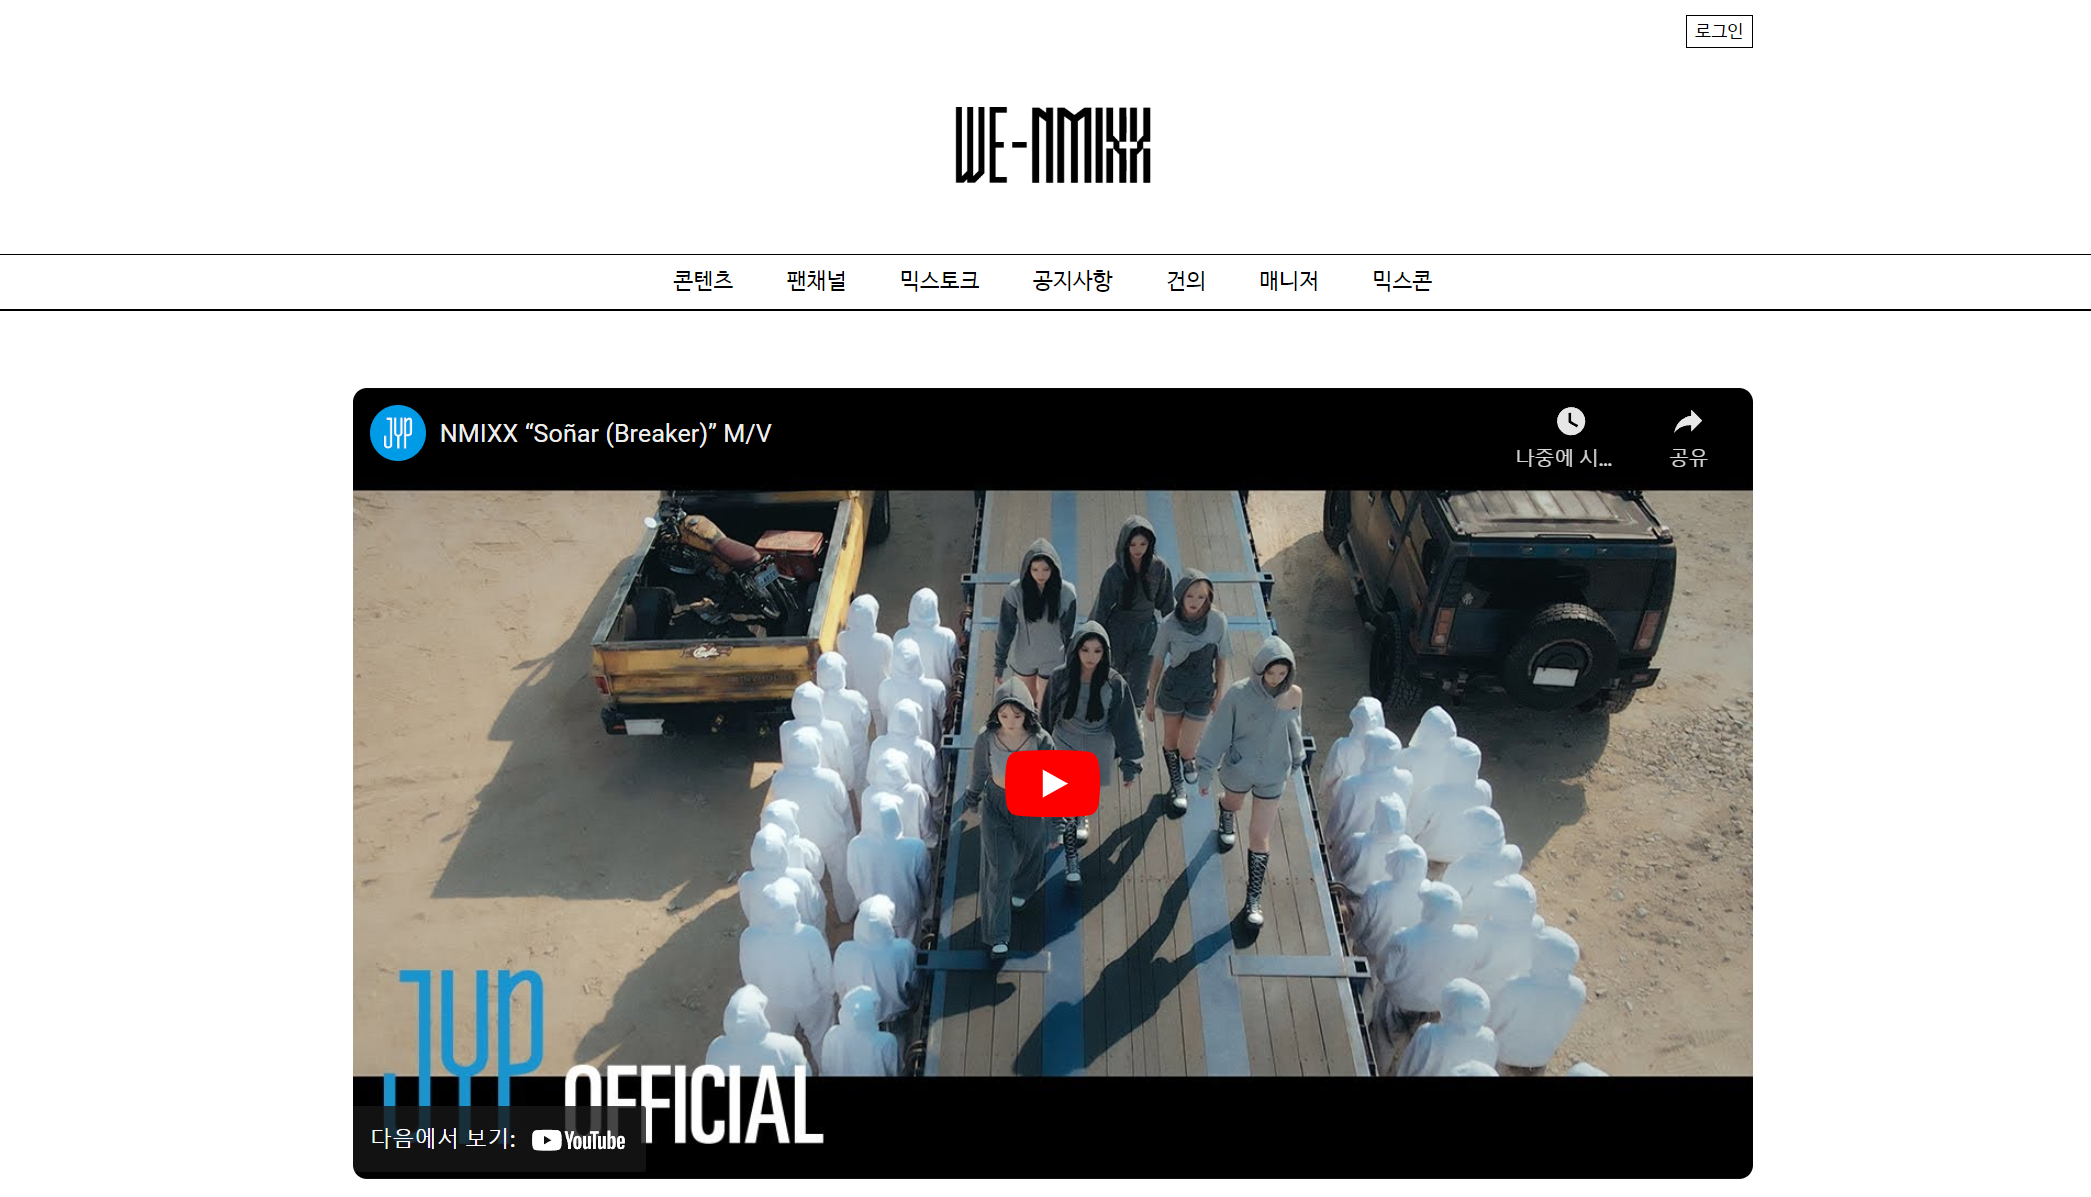 로그인
WE-NMIXX
콘텐츠 팬채널 믹스토크 공지사항 건의 매니저 믹스콘
JYP NMIXX “Soñar (Breaker)” M/V
나중에 시... 공유
JYP OFFICIAL
다음에서 보기: YouTube